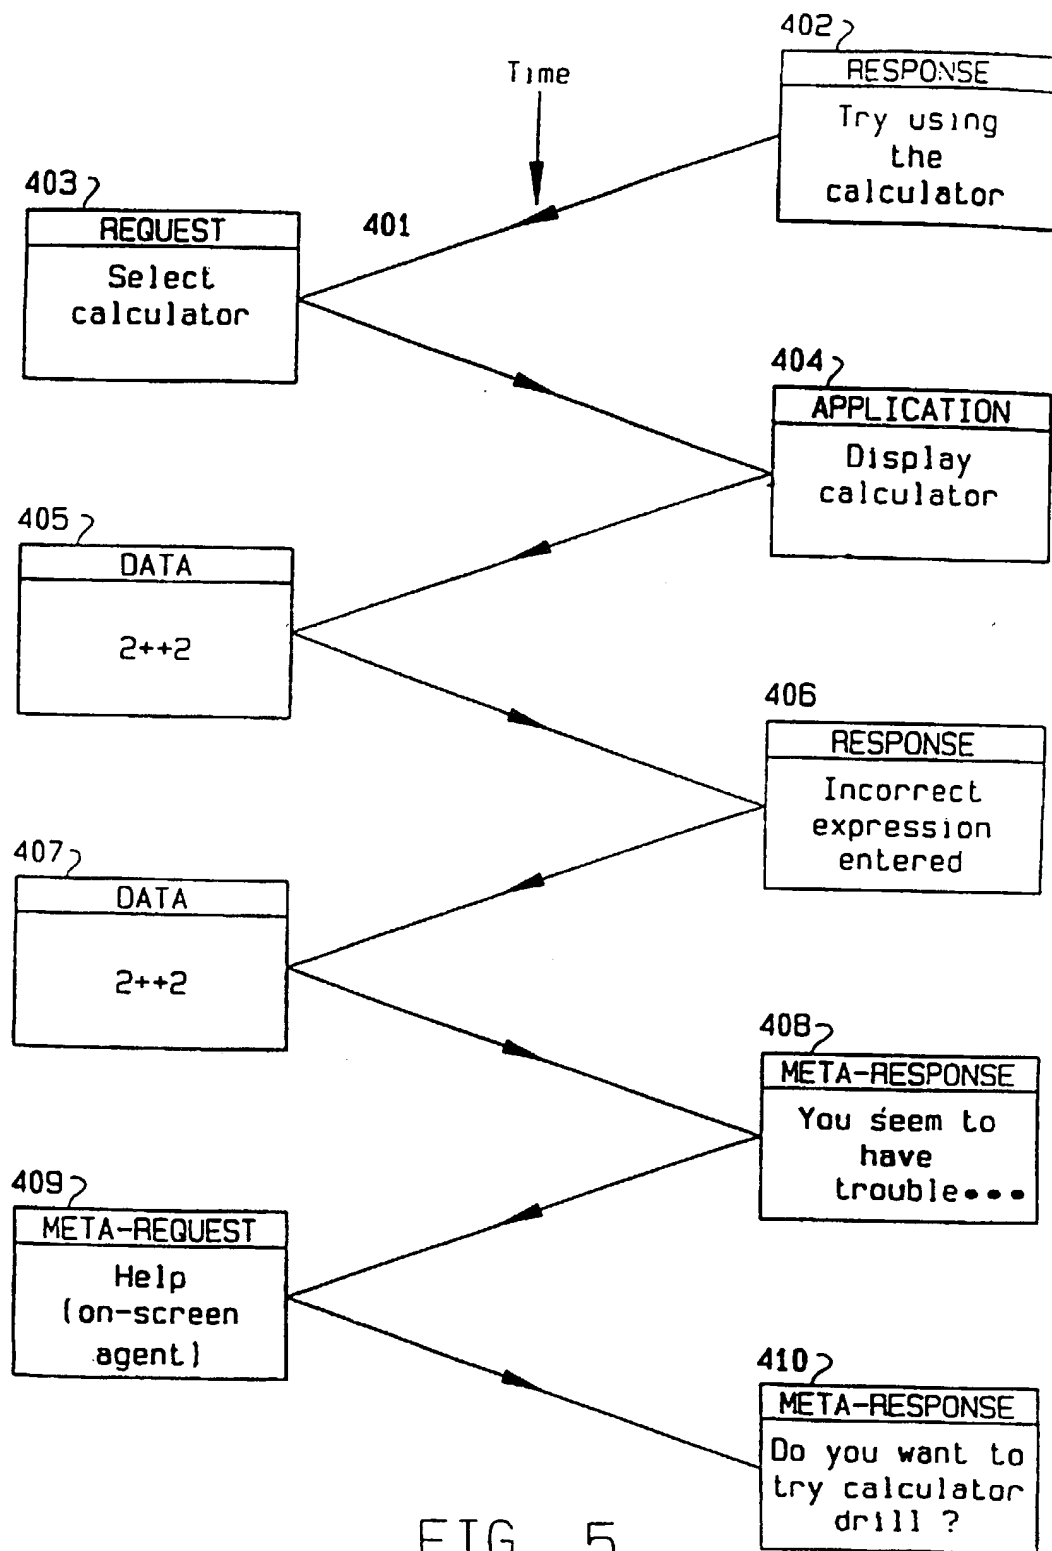 402
RESPONSE
Try using
the
calculator
Time
403
REQUEST
Select
calculator
401
404
APPLICATION
Display
calculator
405
DATA
2++2
406
RESPONSE
Incorrect
expression
entered
407
DATA
2++2
408
META-RESPONSE
You seem to
have
trouble•••
409
META-REQUEST
Help
(on-screen
agent)
410
META-RESPONSE
Do you want to
try calculator
drill ?
FIG. 5